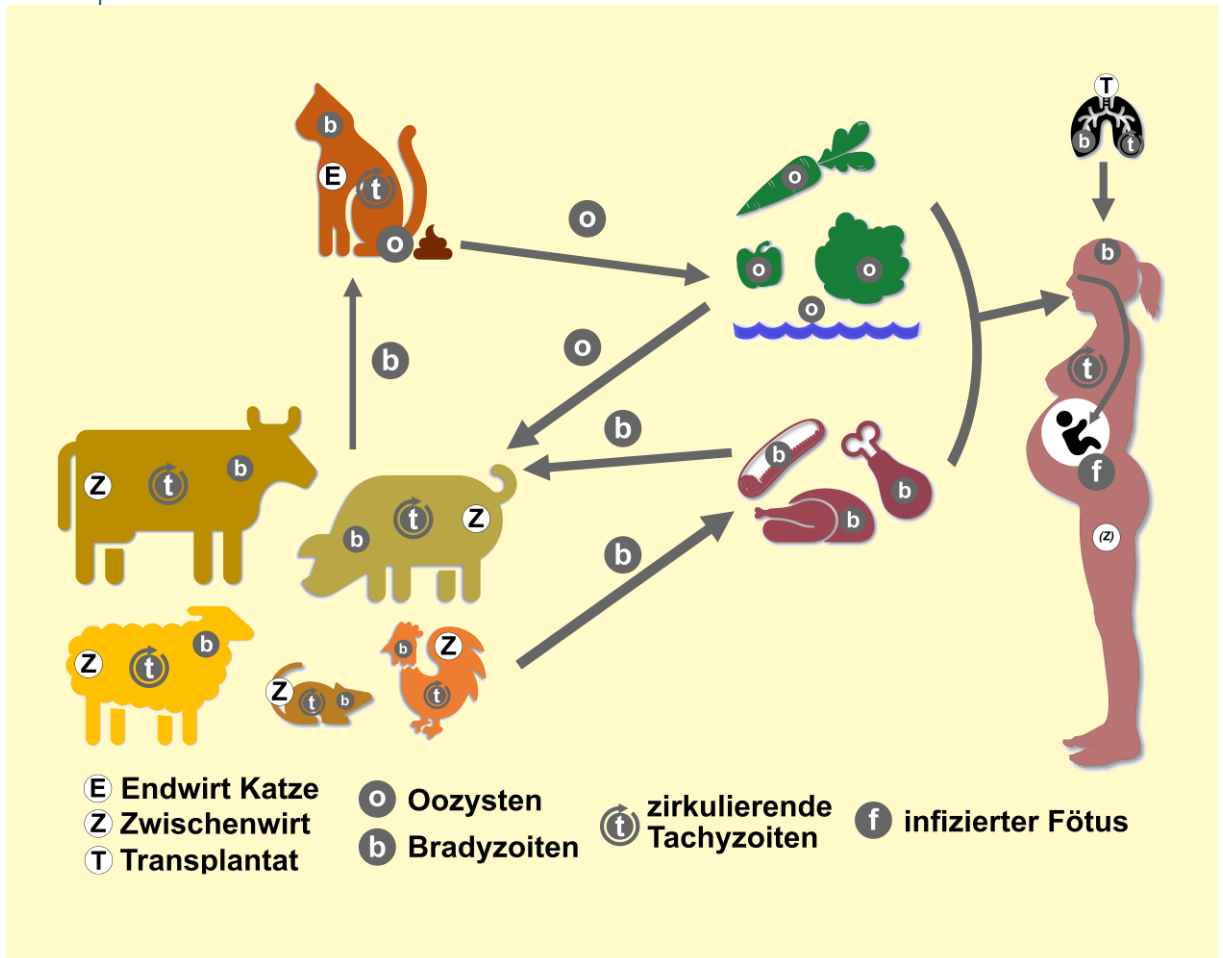 T
b
b t
o
E t
o
o
b
o o
o
b
o
t
b
b
b
Z t b
b
f
b t Z
b
b
(Z)
b
Z t b
b Z
t
Z t b
E Endwirt Katze
Z Zwischenwirt
T Transplantat
o Oozysten
b Bradyzoiten
t zirkulierende
Tachyzoiten
f infizierter Fötus